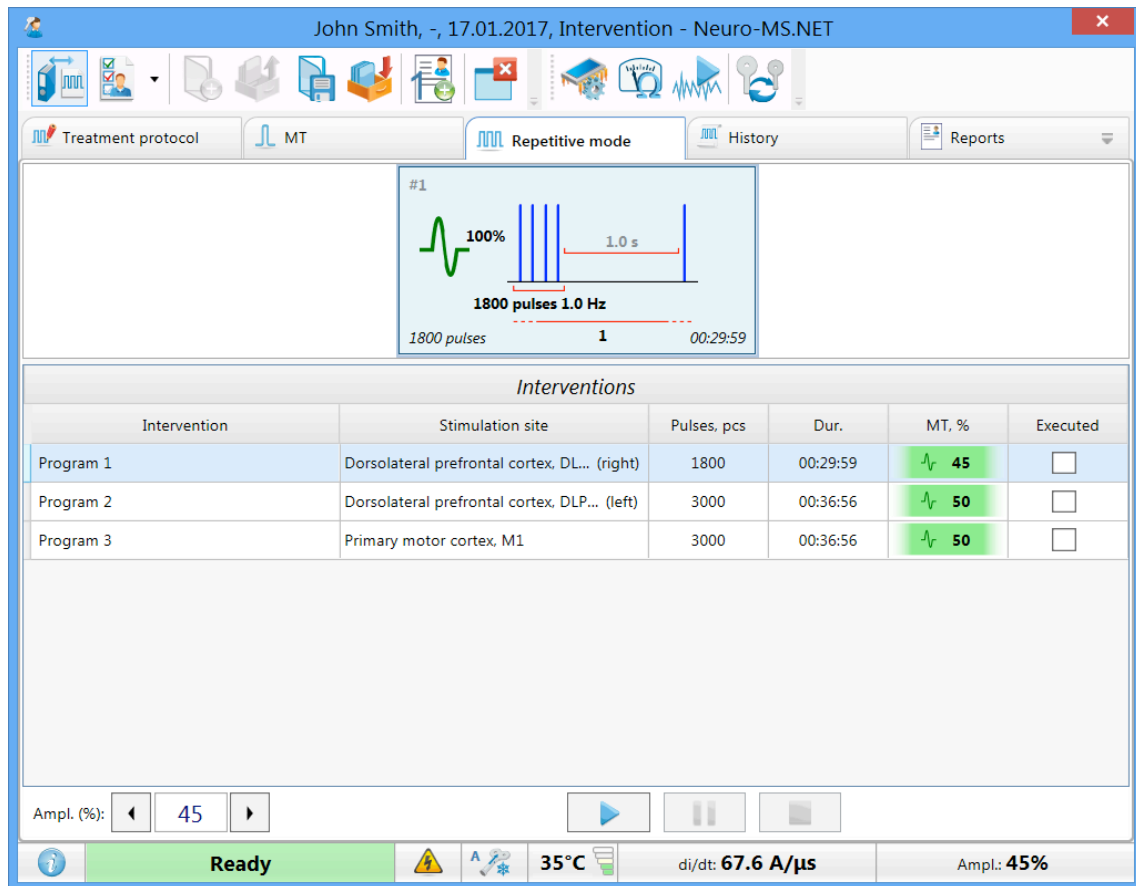 John Smith, -, 17.01.2017, Intervention - Neuro-MS.NET
Treatment protocol MT Repetitive mode History Reports
#1
100%
1.0 s
1800 pulses 1.0 Hz
1800 pulses 1 00:29:59
Interventions
Intervention Stimulation site Pulses, pcs Dur. MT, % Executed
Program 1 Dorsolateral prefrontal cortex, DL... (right) 1800 00:29:59 45
Program 2 Dorsolateral prefrontal cortex, DLP... (left) 3000 00:36:56 50
Program 3 Primary motor cortex, M1 3000 00:36:56 50
Ampl. (%): 45
Ready A 35°C di/dt: 67.6 A/µs Ampl.: 45%